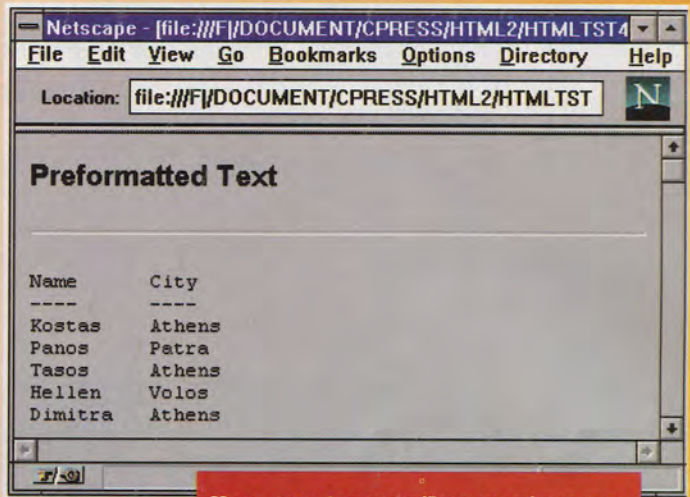 Netscape - [file:///F|/DOCUMENT/CPRESS/HTML2/HTMLTST4
File Edit View Go Bookmarks Options Directory Help
Location: file:///F|/DOCUMENT/CPRESS/HTML2/HTMLTST
N
Preformatted Text
Name City
---- ----
Kostas Athens
Panos Patra
Tasos Athens
Hellen Volos
Dimitra Athens